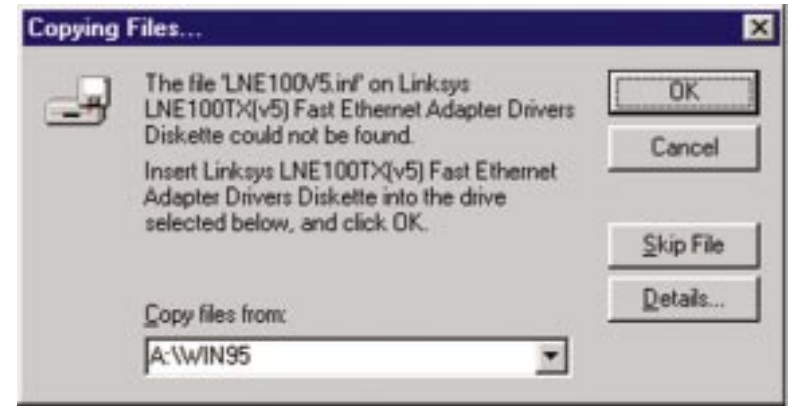 Copying Files...
The file 'LNE100V5.inf' on Linksys
LNE100TX(v5) Fast Ethernet Adapter Drivers
Diskette could not be found.
Insert Linksys LNE100TX(v5) Fast Ethernet
Adapter Drivers Diskette into the drive
selected below, and click OK.
Copy files from:
A:\WIN95
OK
Cancel
Skip File
Details...